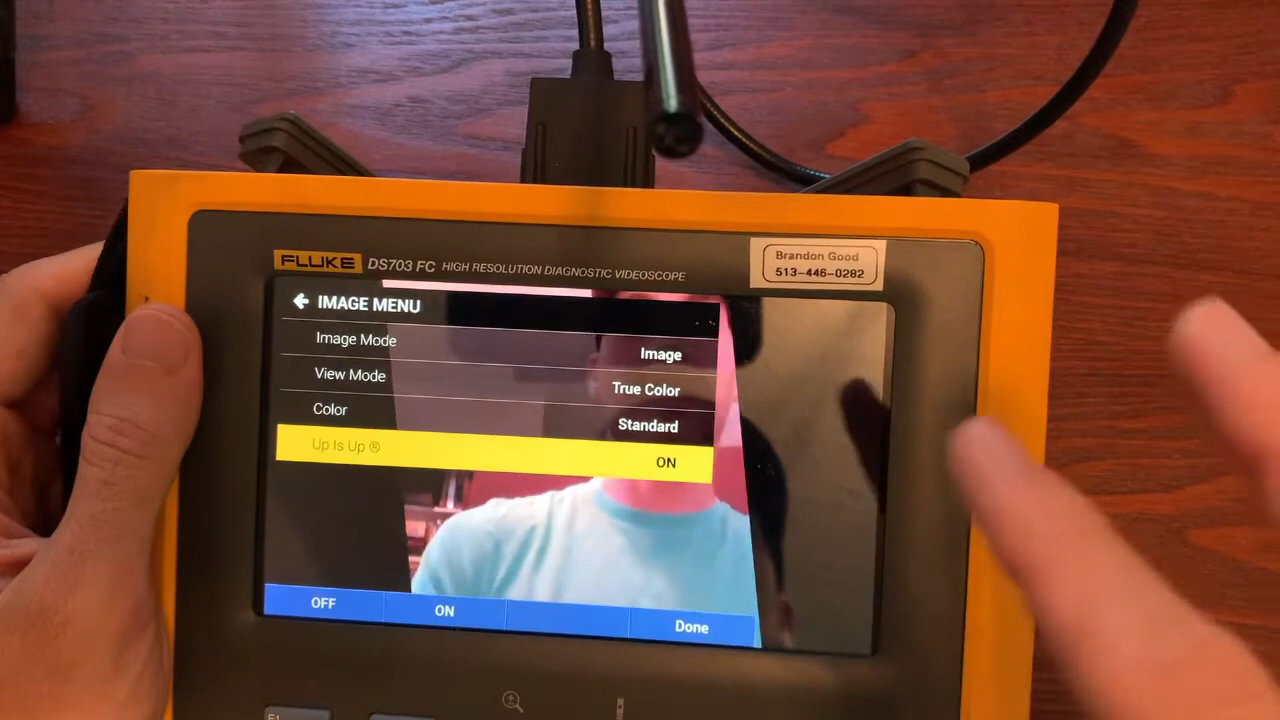 FLUKE DS703 FC HIGH RESOLUTION DIAGNOSTIC VIDEOSCOPE
Brandon Good
513-446-0282
IMAGE MENU
Image Mode Image
View Mode True Color
Color Standard
Up Is Up ® ON
OFF ON Done
F1